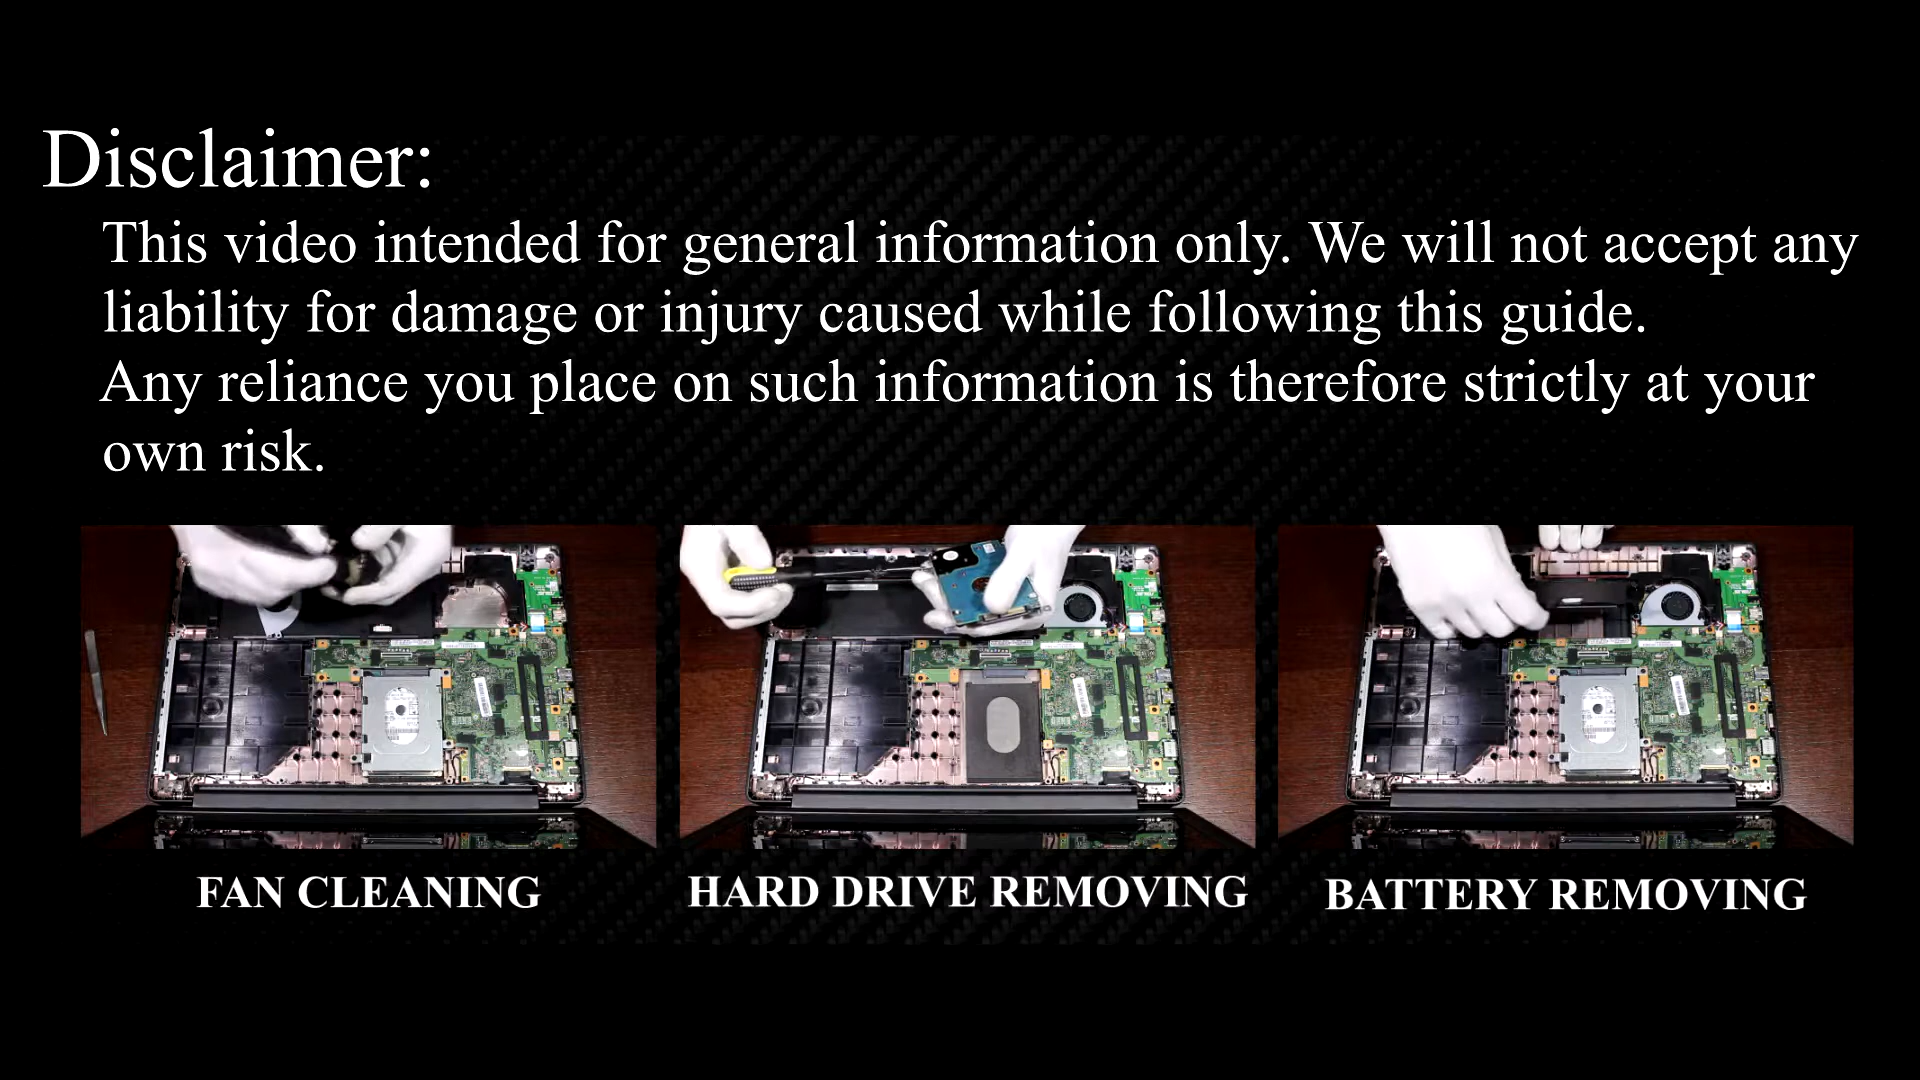 Disclaimer:
This video intended for general information only. We will not accept any
liability for damage or injury caused while following this guide.
Any reliance you place on such information is therefore strictly at your
own risk.
FAN CLEANING
HARD DRIVE REMOVING
BATTERY REMOVING